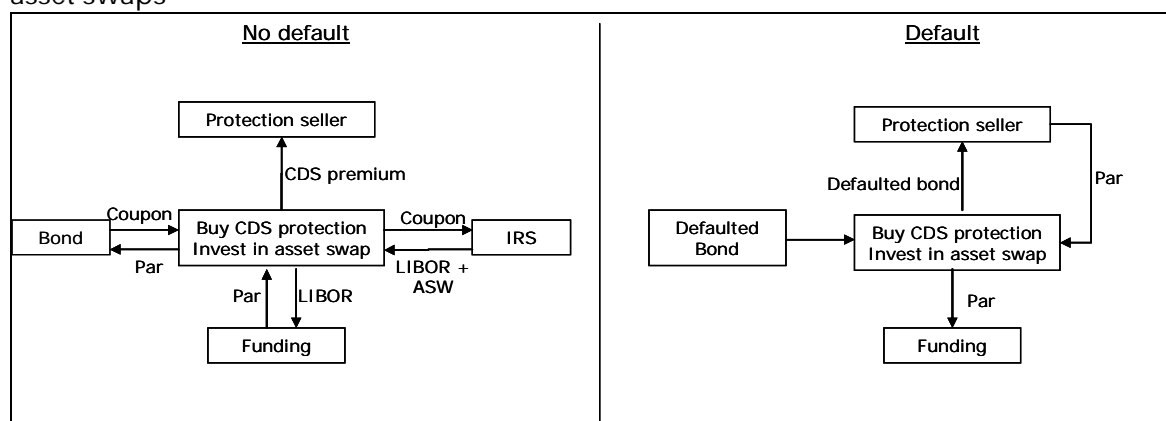 asset swaps
No default
Protection seller
CDS premium
Coupon
Bond
Par
Buy CDS protection
Invest in asset swap
Coupon
IRS
LIBOR +
ASW
Par
LIBOR
Funding
Default
Protection seller
Par
Defaulted bond
Defaulted
Bond
Buy CDS protection
Invest in asset swap
Par
Funding